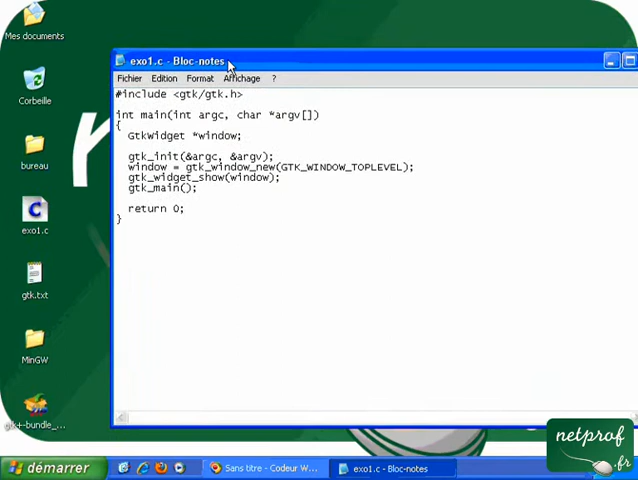 Mes documents
Corbeille
bureau
exo1.c
gtk.txt
MinGW
gtk+-bundle_...
exo1.c - Bloc-notes
Fichier Edition Format Affichage ?
#include <gtk/gtk.h>
int main(int argc, char *argv[])
{
GtkWidget *window;
gtk_init(&argc, &argv);
window = gtk_window_new(GTK_WINDOW_TOPLEVEL);
gtk_widget_show(window);
gtk_main();
return 0;
}
netprof
.fr
démarrer
Sans titre - Codeur W...
exo1.c - Bloc-notes